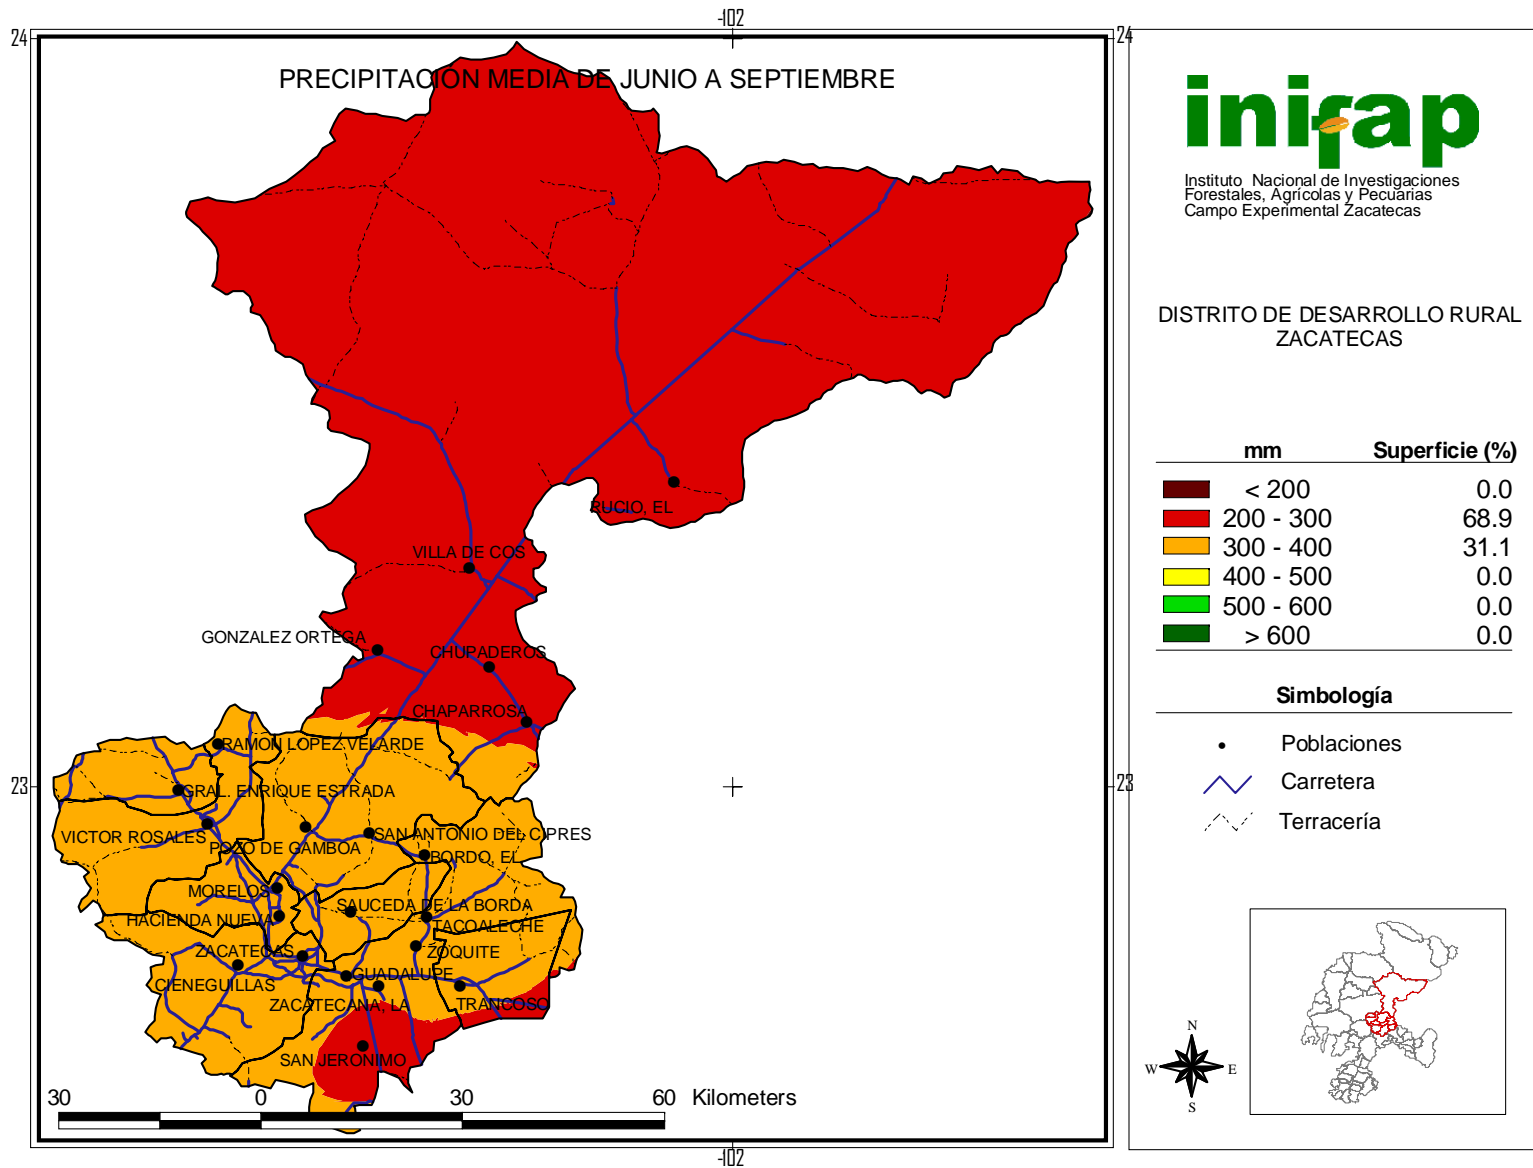 -102
24
24
PRECIPITACIÓN MEDIA DE JUNIO A SEPTIEMBRE
inifap
Instituto Nacional de Investigaciones
Forestales, Agrícolas y Pecuarias
Campo Experimental Zacatecas
DISTRITO DE DESARROLLO RURAL
ZACATECAS
mm Superficie (%)
< 200 0.0
200 - 300 68.9
300 - 400 31.1
400 - 500 0.0
500 - 600 0.0
> 600 0.0
Simbología
Poblaciones
Carretera
Terracería
RUCIO, EL
VILLA DE COS
GONZALEZ ORTEGA
CHUPADEROS
CHAPARROSA
RAMON LOPEZ VELARDE
23
23
GRAL. ENRIQUE ESTRADA
VICTOR ROSALES
SAN ANTONIO DEL CIPRES
POZO DE GAMBOA
BORDO, EL
MORELOS
SAUCEDA DE LA BORDA
HACIENDA NUEVA
TACOALECHE
ZACATECAS
ZOQUITE
GUADALUPE
CIENEGUILLAS
ZACATECANA, LA
TRANCOSO
SAN JERONIMO
30 0 30 60 Kilometers
N
W E
S
-102